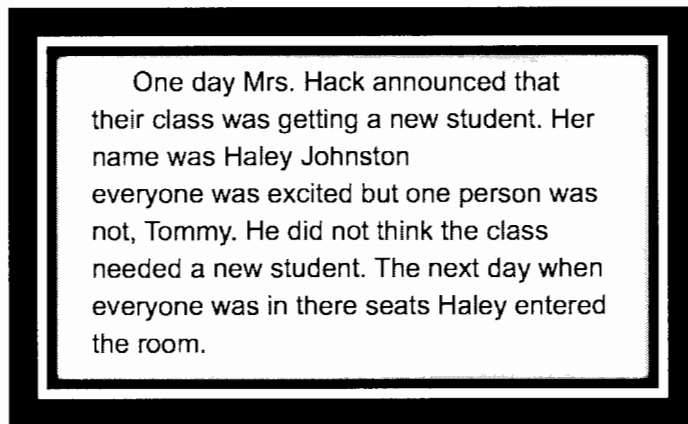 One day Mrs. Hack announced that
their class was getting a new student. Her
name was Haley Johnston
everyone was excited but one person was
not, Tommy. He did not think the class
needed a new student. The next day when
everyone was in there seats Haley entered
the room.